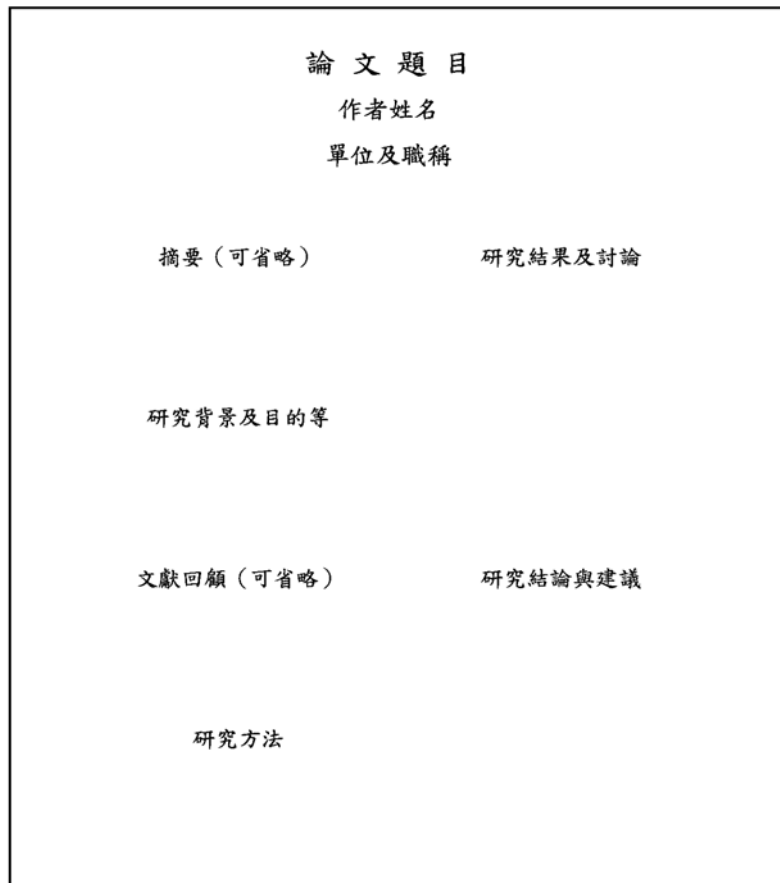 論文題目
作者姓名
單位及職稱
摘要（可省略）
研究背景及目的等
文獻回顧（可省略）
研究方法
研究結果及討論
研究結論與建議